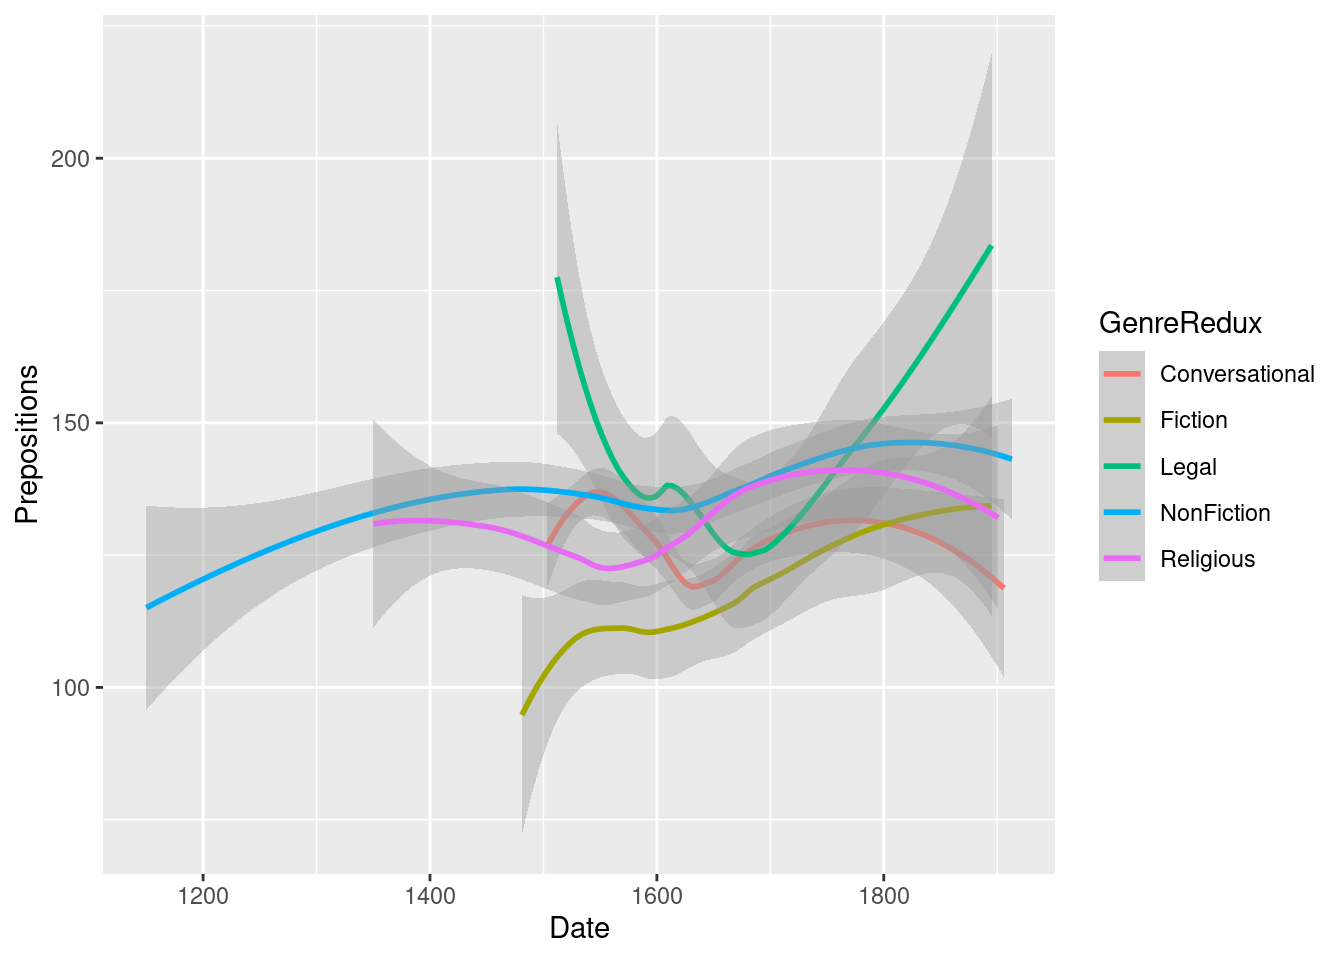 200
150
100
Prepositions
1200 1400 1600 1800
Date
GenreRedux
Conversational
Fiction
Legal
NonFiction
Religious